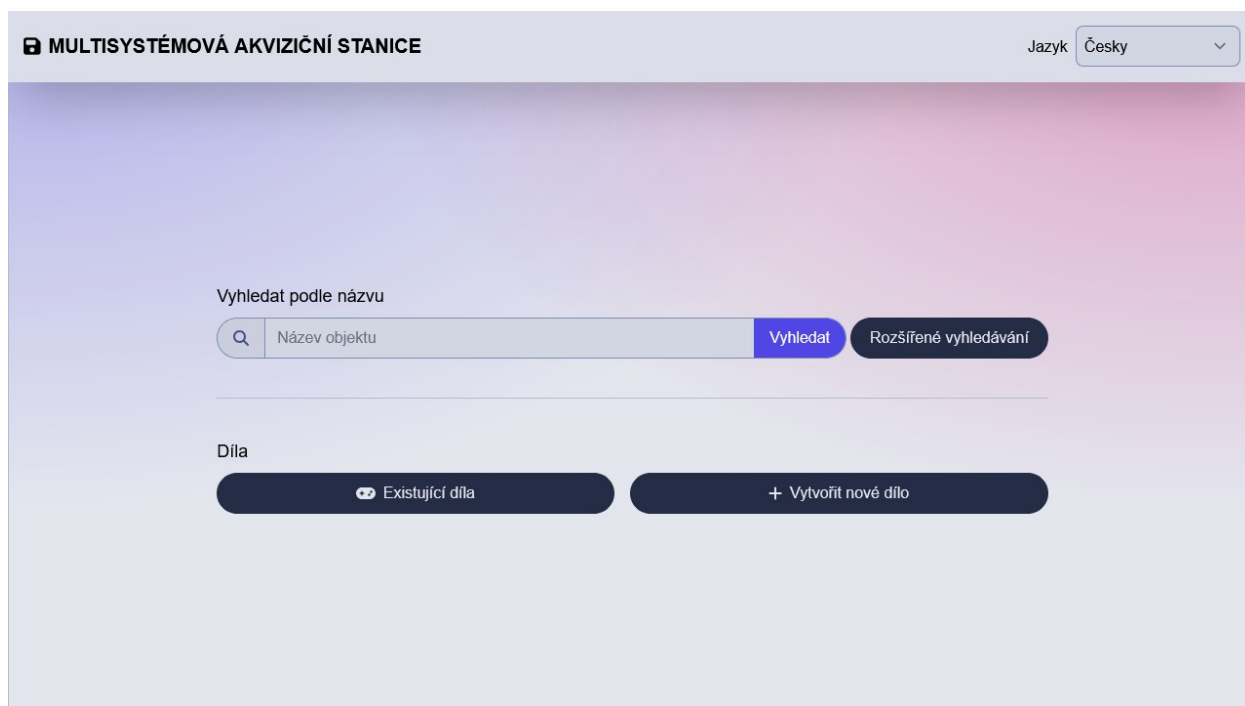 MULTISYSTÉMOVÁ AKVIZIČNÍ STANICE
Jazyk Česky
Vyhledat podle názvu
Název objektu Vyhledat Rozšířené vyhledávání
Díla
Existující díla + Vytvořit nové dílo